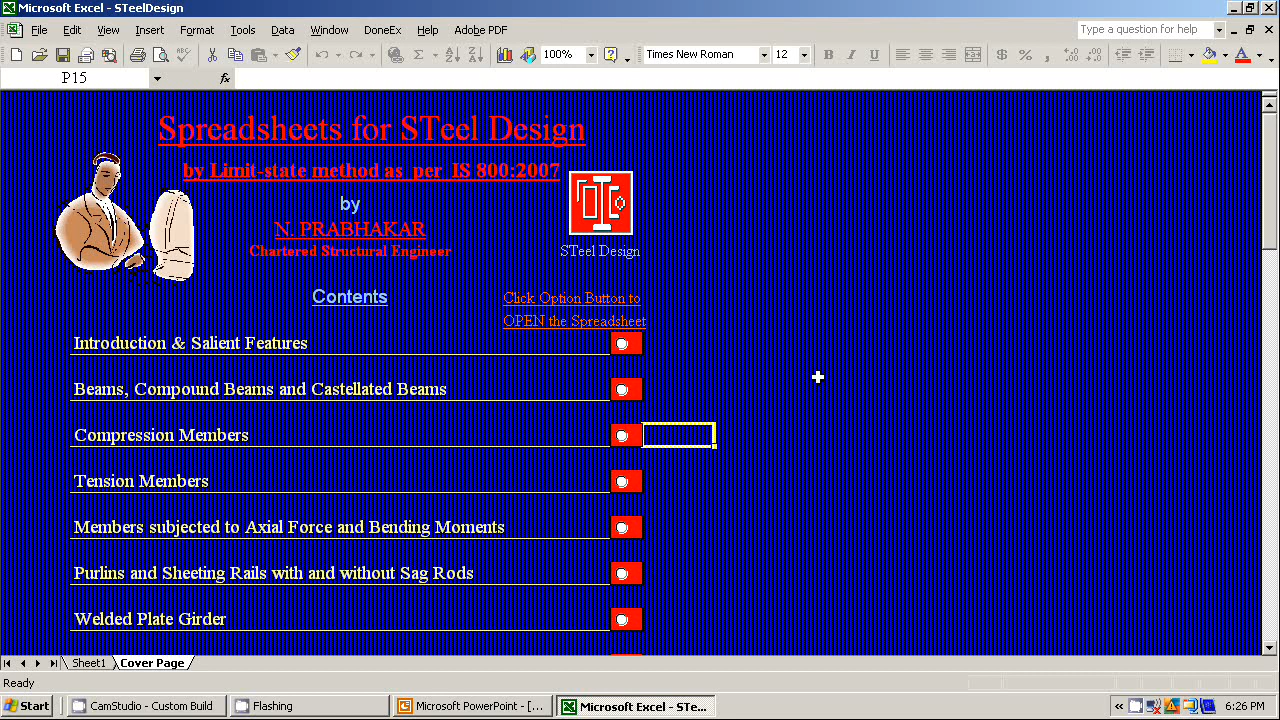 Microsoft Excel - STeelDesign
File Edit View Insert Format Tools Data Window DoneEx Help Adobe PDF
Type a question for help
100% Times New Roman 12 B I U $ % ,
P15 fx
Spreadsheets for STeel Design
by Limit-state method as per IS 800:2007
by
N. PRABHAKAR
Chartered Structural Engineer
STeel Design
Contents
Click Option Button to
OPEN the Spreadsheet
Introduction & Salient Features
Beams, Compound Beams and Castellated Beams
Compression Members
Tension Members
Members subjected to Axial Force and Bending Moments
Purlins and Sheeting Rails with and without Sag Rods
Welded Plate Girder
Sheet1 Cover Page
Ready
Start CamStudio - Custom Build Flashing Microsoft PowerPoint - [... Microsoft Excel - STe... « 6:26 PM